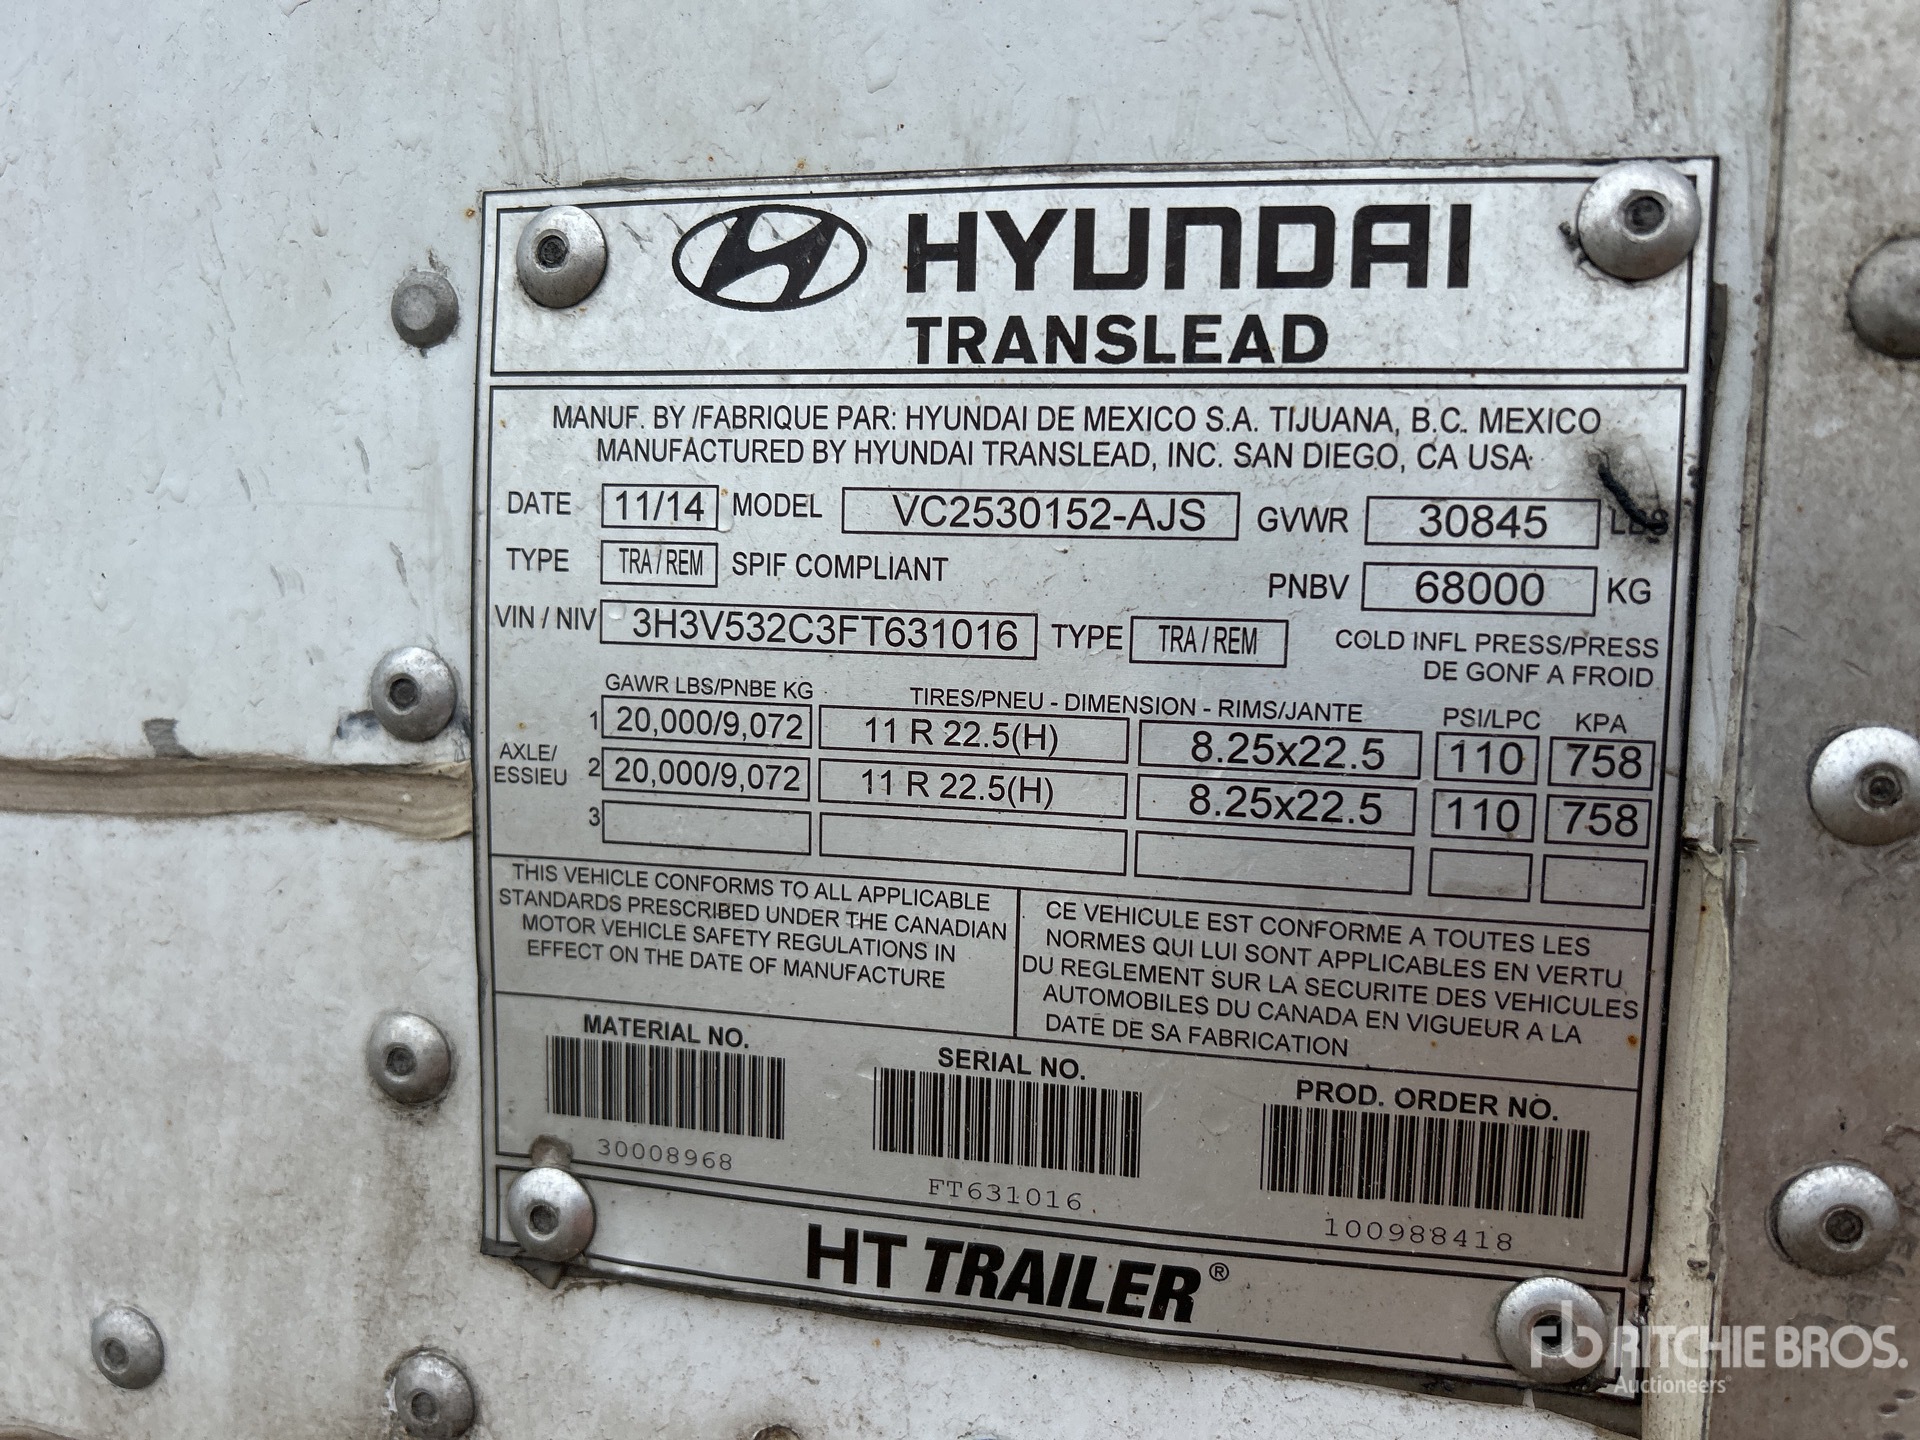 HYUNDAI
TRANSLEAD
MANUF. BY /FABRIQUE PAR: HYUNDAI DE MEXICO S.A. TIJUANA, B.C. MEXICO
MANUFACTURED BY HYUNDAI TRANSLEAD, INC. SAN DIEGO, CA USA
DATE 11/14 MODEL VC2530152-AJS GVWR 30845 LBS
TYPE TRA/REM SPIF COMPLIANT PNBV 68000 KG
VIN / NIV 3H3V532C3FT631016 TYPE TRA/REM COLD INFL PRESS/PRESS
DE GONF A FROID
GAWR LBS/PNBE KG TIRES/PNEU - DIMENSION - RIMS/JANTE PSI/LPC KPA
1 20,000/9,072 11 R 22.5(H) 8.25x22.5 110 758
AXLE/
ESSIEU
2 20,000/9,072 11 R 22.5(H) 8.25x22.5 110 758
3
THIS VEHICLE CONFORMS TO ALL APPLICABLE
STANDARDS PRESCRIBED UNDER THE CANADIAN
MOTOR VEHICLE SAFETY REGULATIONS IN
EFFECT ON THE DATE OF MANUFACTURE
CE VEHICULE EST CONFORME A TOUTES LES
NORMES QUI LUI SONT APPLICABLES EN VERTU
DU REGLEMENT SUR LA SECURITE DES VEHICULES
AUTOMOBILES DU CANADA EN VIGUEUR A LA
DATE DE SA FABRICATION
MATERIAL NO.
30008968
SERIAL NO.
FT631016
PROD. ORDER NO.
100988418
HT TRAILER®
rb RITCHIE BROS.
Auctioneers